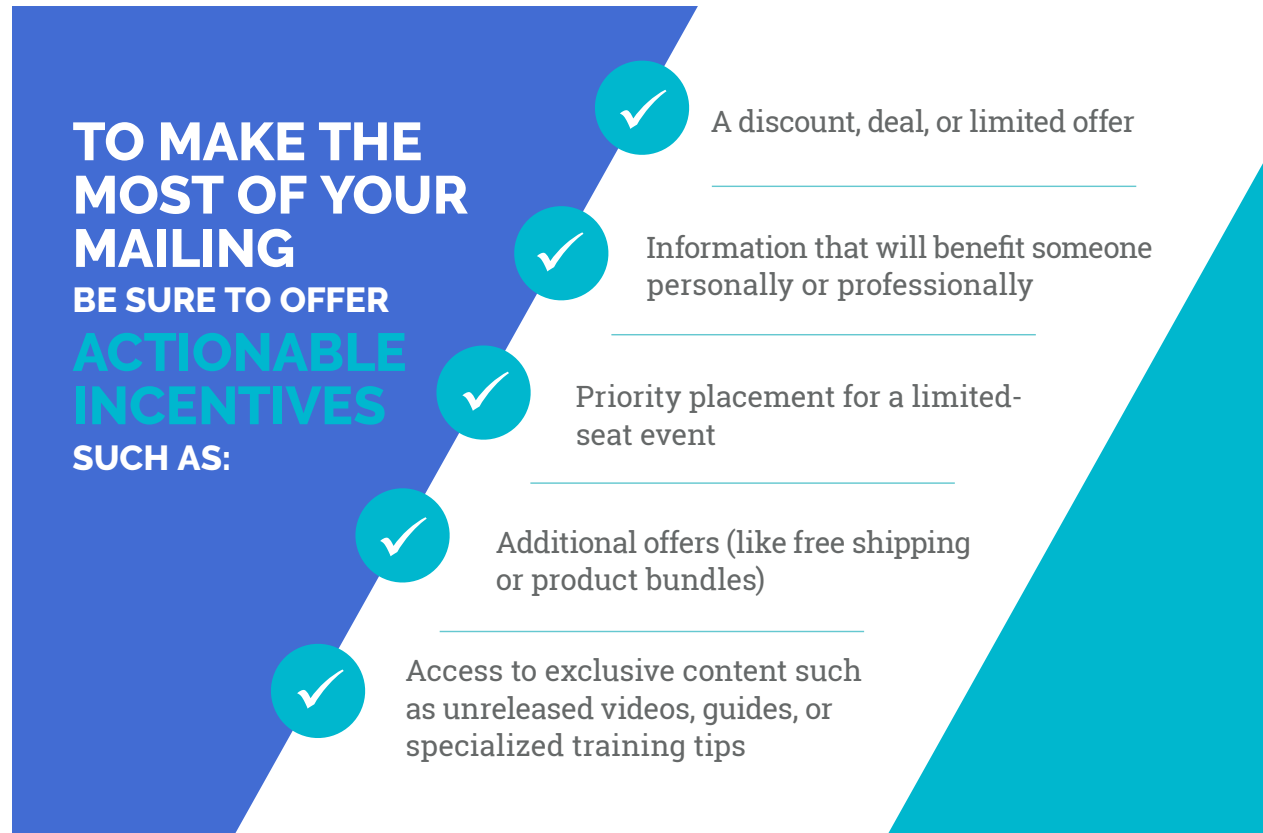 TO MAKE THE
MOST OF YOUR
MAILING
BE SURE TO OFFER
ACTIONABLE
INCENTIVES
SUCH AS:
A discount, deal, or limited offer
Information that will benefit someone
personally or professionally
Priority placement for a limited-
seat event
Additional offers (like free shipping
or product bundles)
Access to exclusive content such
as unreleased videos, guides, or
specialized training tips